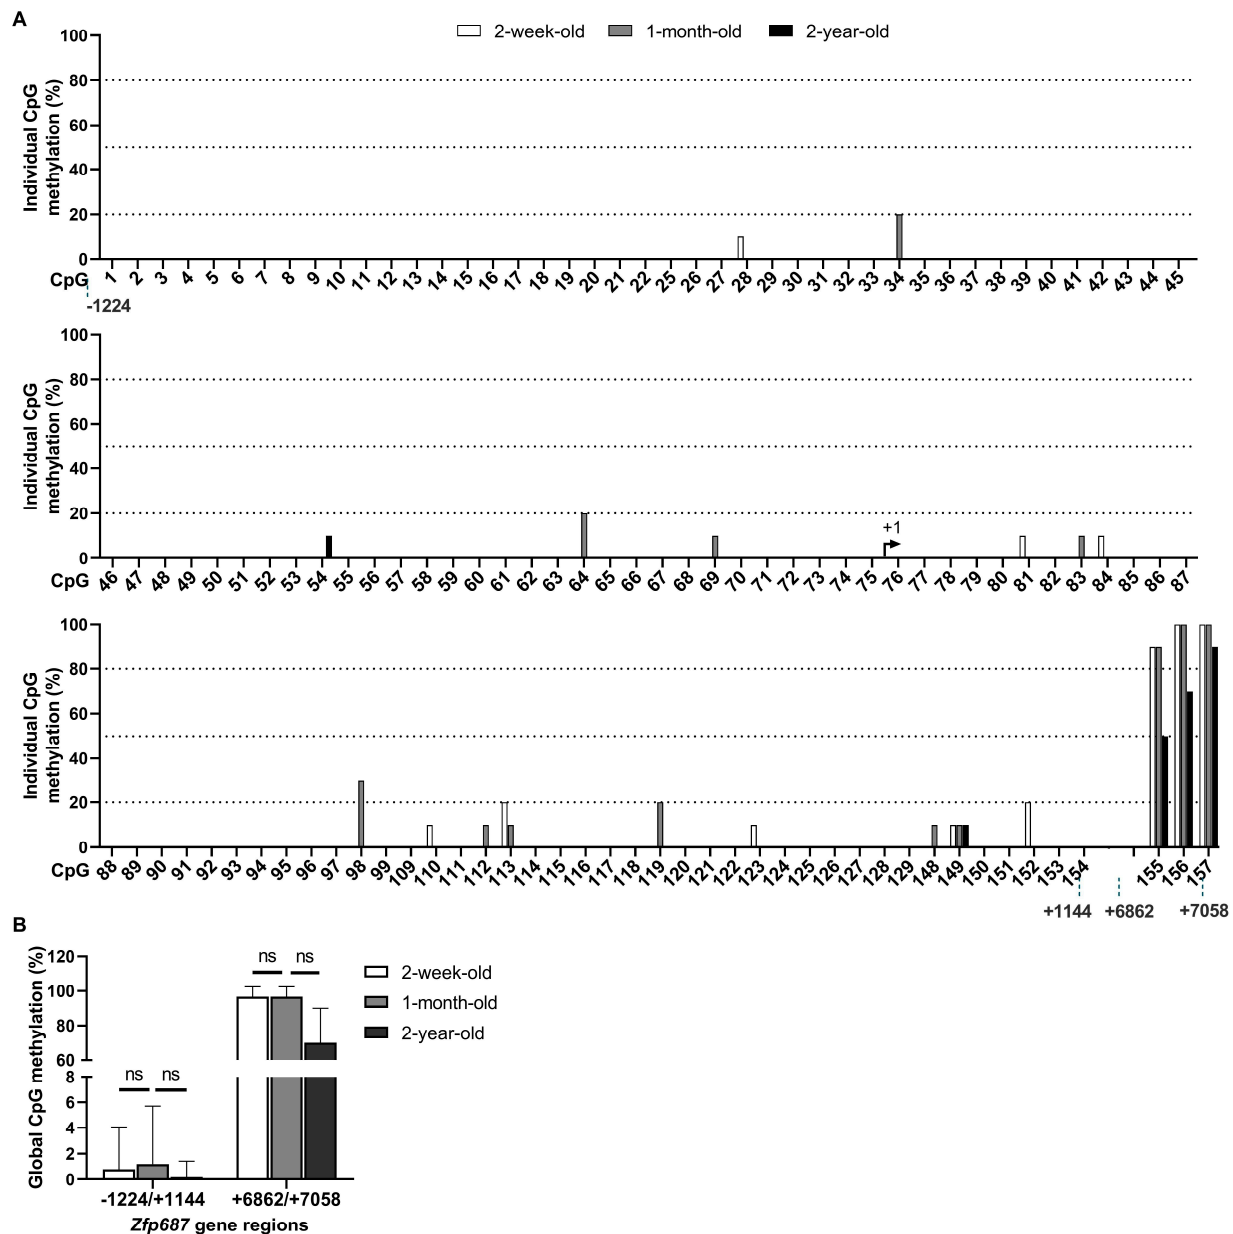 A
2-week-old 1-month-old 2-year-old
Individual CpG
methylation (%)
100
80
60
40
20
0
CpG 1 2 3 4 5 6 7 8 9 10 11 12 13 14 15 16 17 18 19 20 21 22 25 26 27 28 29 30 31 32 33 34 35 36 37 38 39 40 41 42 43 44 45
-1224
Individual CpG
methylation (%)
100
80
60
40
20
0
+1
CpG 46 47 48 49 50 51 52 53 54 55 56 57 58 59 60 61 62 63 64 65 66 67 68 69 70 71 72 73 74 75 76 77 78 79 80 81 82 83 84 85 86 87
Individual CpG
methylation (%)
100
80
60
40
20
0
CpG 88 89 90 91 92 93 94 95 96 97 98 99 109 110 111 112 113 114 115 116 117 118 119 120 121 122 123 124 125 126 127 128 129 148 149 150 151 152 153 154 155 156 157
+1144 +6862 +7058
B
Global CpG methylation (%)
120
100
80
60
8
6
4
2
0
ns ns
ns ns
2-week-old
1-month-old
2-year-old
-1224/+1144 +6862/+7058
Zfp687 gene regions